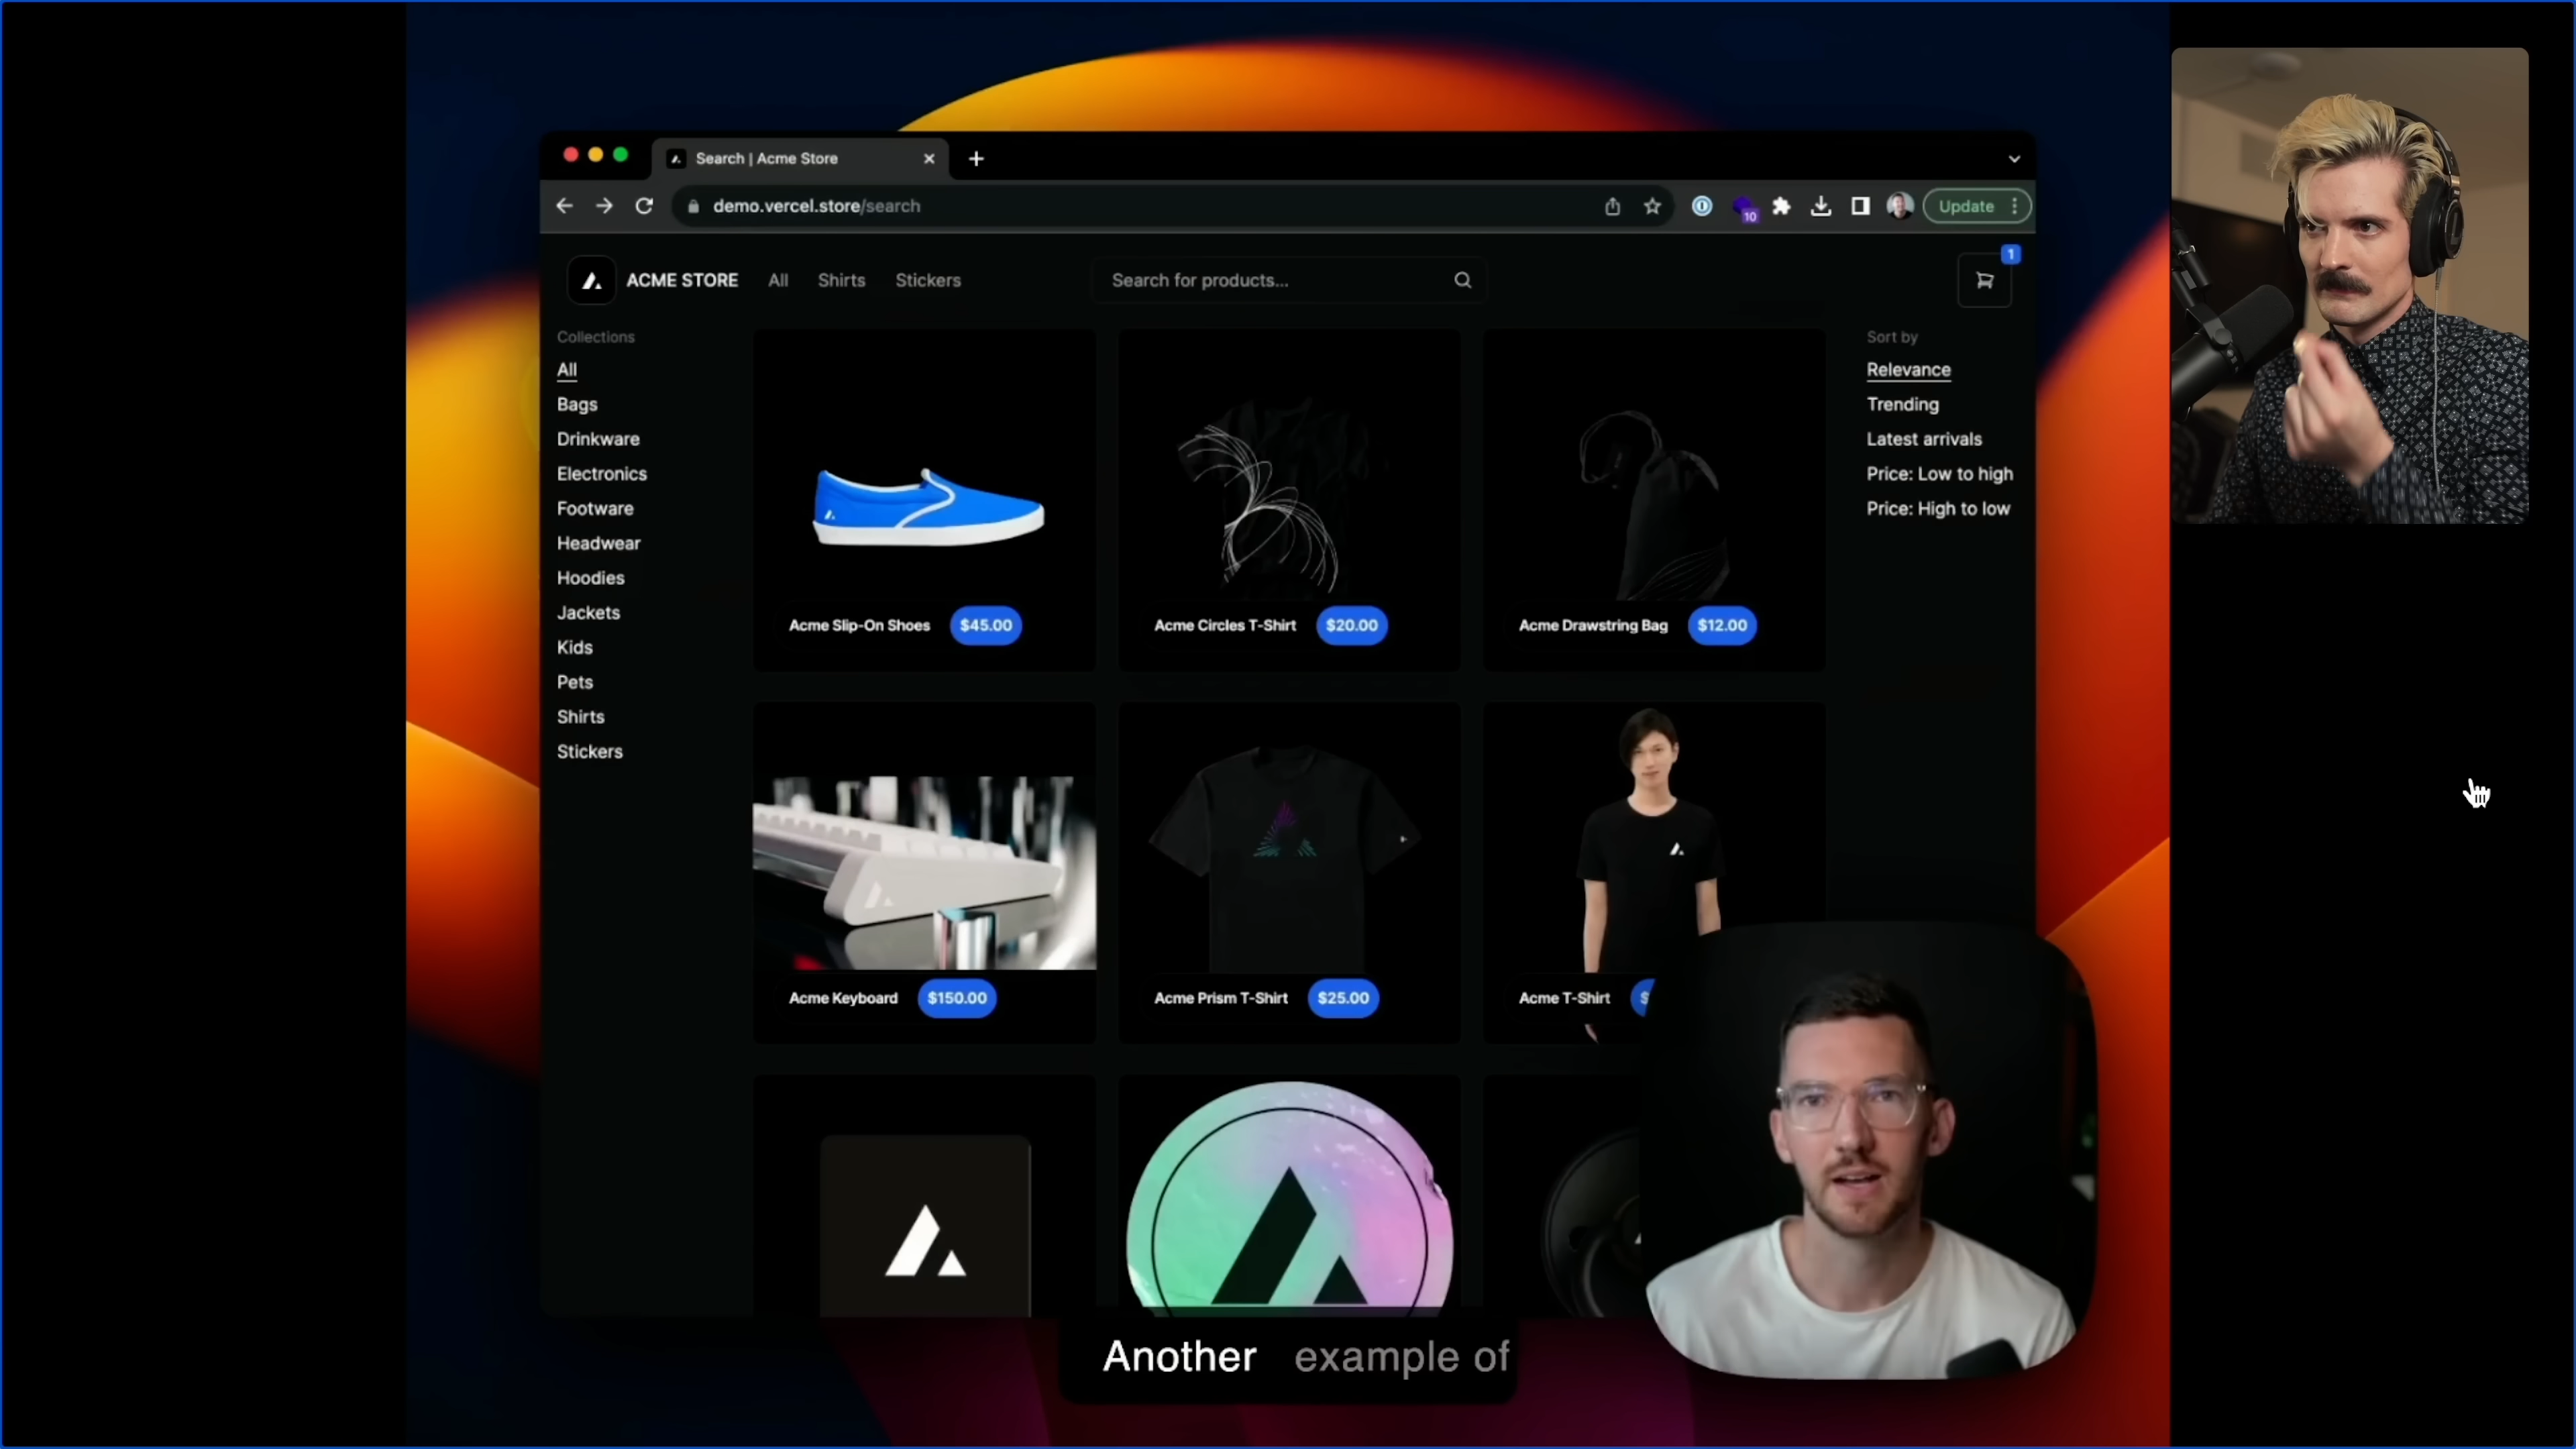 Search | Acme Store
demo.vercel.store/search
10
Update
ACME STORE
All
Shirts
Stickers
Search for products...
1
Collections
All
Bags
Drinkware
Electronics
Footware
Headwear
Hoodies
Jackets
Kids
Pets
Shirts
Stickers
Acme Slip-On Shoes $45.00
Acme Circles T-Shirt $20.00
Acme Drawstring Bag $12.00
Acme Keyboard $150.00
Acme Prism T-Shirt $25.00
Acme T-Shirt $
Sort by
Relevance
Trending
Latest arrivals
Price: Low to high
Price: High to low
Another example of